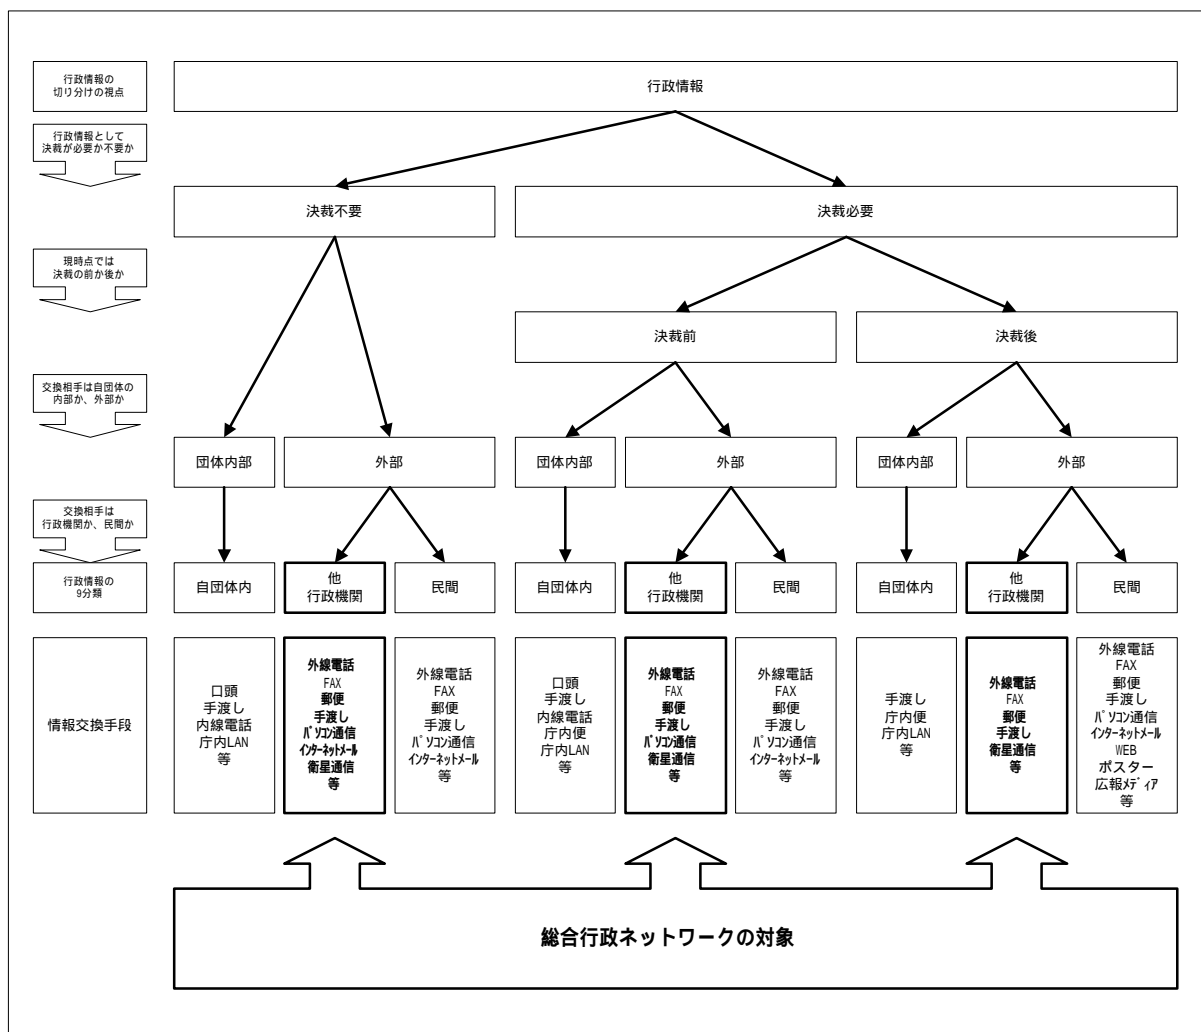 行政情報の
切り分けの視点
行政情報
行政情報として
決裁が必要か不要か
決裁不要
決裁必要
現時点では
決裁の前か後か
決裁前
決裁後
交換相手は自団体の
内部か、外部か
団体内部
外部
団体内部
外部
団体内部
外部
交換相手は
行政機関か、民間か
行政情報の
9分類
自団体内
他
行政機関
民間
自団体内
他
行政機関
民間
自団体内
他
行政機関
民間
情報交換手段
口頭
手渡し
内線電話
庁内LAN
等
外線電話
FAX
郵便
手渡し
パソコン通信
インターネットメール
衛星通信
等
外線電話
FAX
郵便
手渡し
パソコン通信
インターネットメール
等
口頭
手渡し
内線電話
庁内便
庁内LAN
等
外線電話
FAX
郵便
手渡し
パソコン通信
衛星通信
等
外線電話
FAX
郵便
手渡し
パソコン通信
インターネットメール
等
手渡し
庁内便
庁内LAN
等
外線電話
FAX
郵便
手渡し
衛星通信
等
外線電話
FAX
郵便
手渡し
パソコン通信
インターネットメール
WEB
ポスター
広報メディア
等
総合行政ネットワークの対象